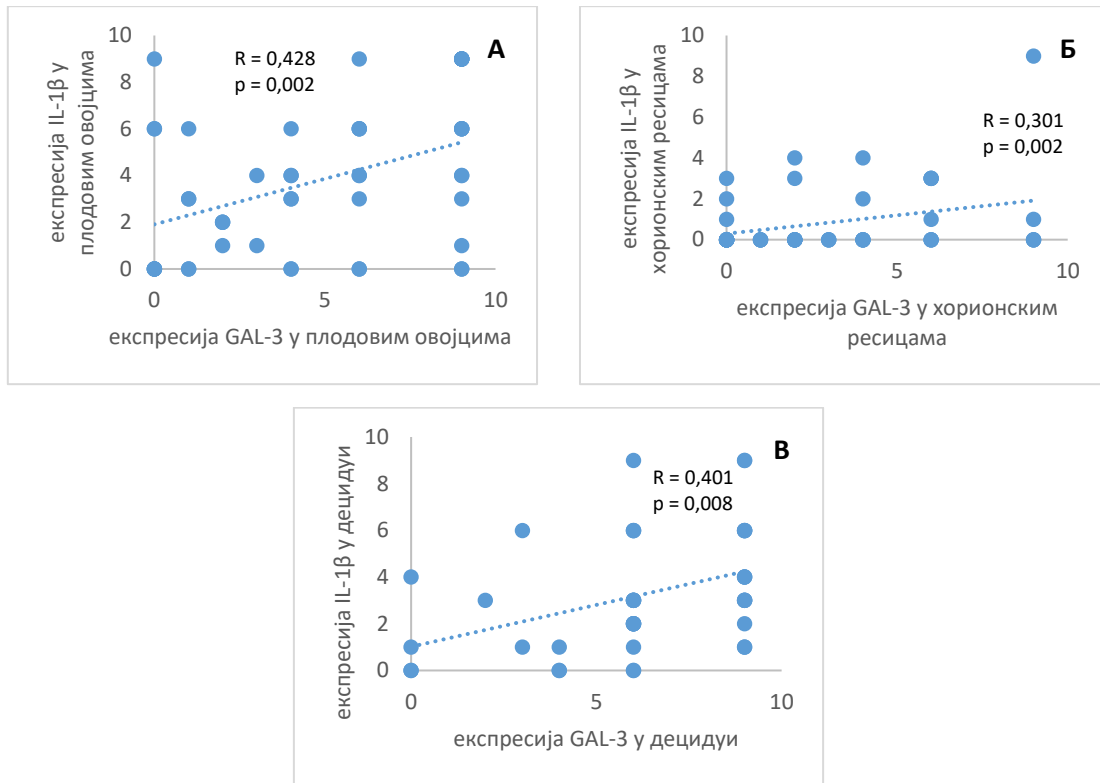 А
R = 0,428
p = 0,002
експресија IL-1β у
плодовим овојцима
10
8
6
4
2
0
0
5
10
експресија GAL-3 у плодовим овојцима
Б
R = 0,301
p = 0,002
експресија IL-1β у
хорионским ресицама
10
8
6
4
2
0
0
5
10
експресија GAL-3 у хорионским
ресицама
В
R = 0,401
p = 0,008
експресија IL-1β у децидуи
10
8
6
4
2
0
0
5
10
експресија GAL-3 у децидуи